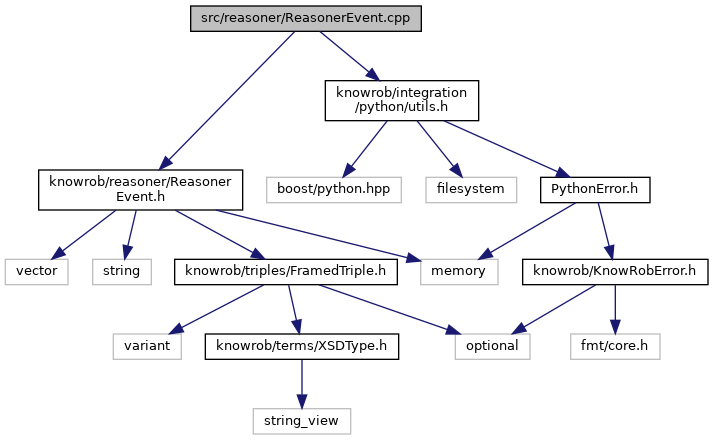 src/reasoner/ReasonerEvent.cpp
knowrob/integration
/python/utils.h
knowrob/reasoner/Reasoner
Event.h
boost/python.hpp
filesystem
PythonError.h
vector
string
knowrob/triples/FramedTriple.h
memory
knowrob/KnowRobError.h
variant
knowrob/terms/XSDType.h
optional
fmt/core.h
string_view